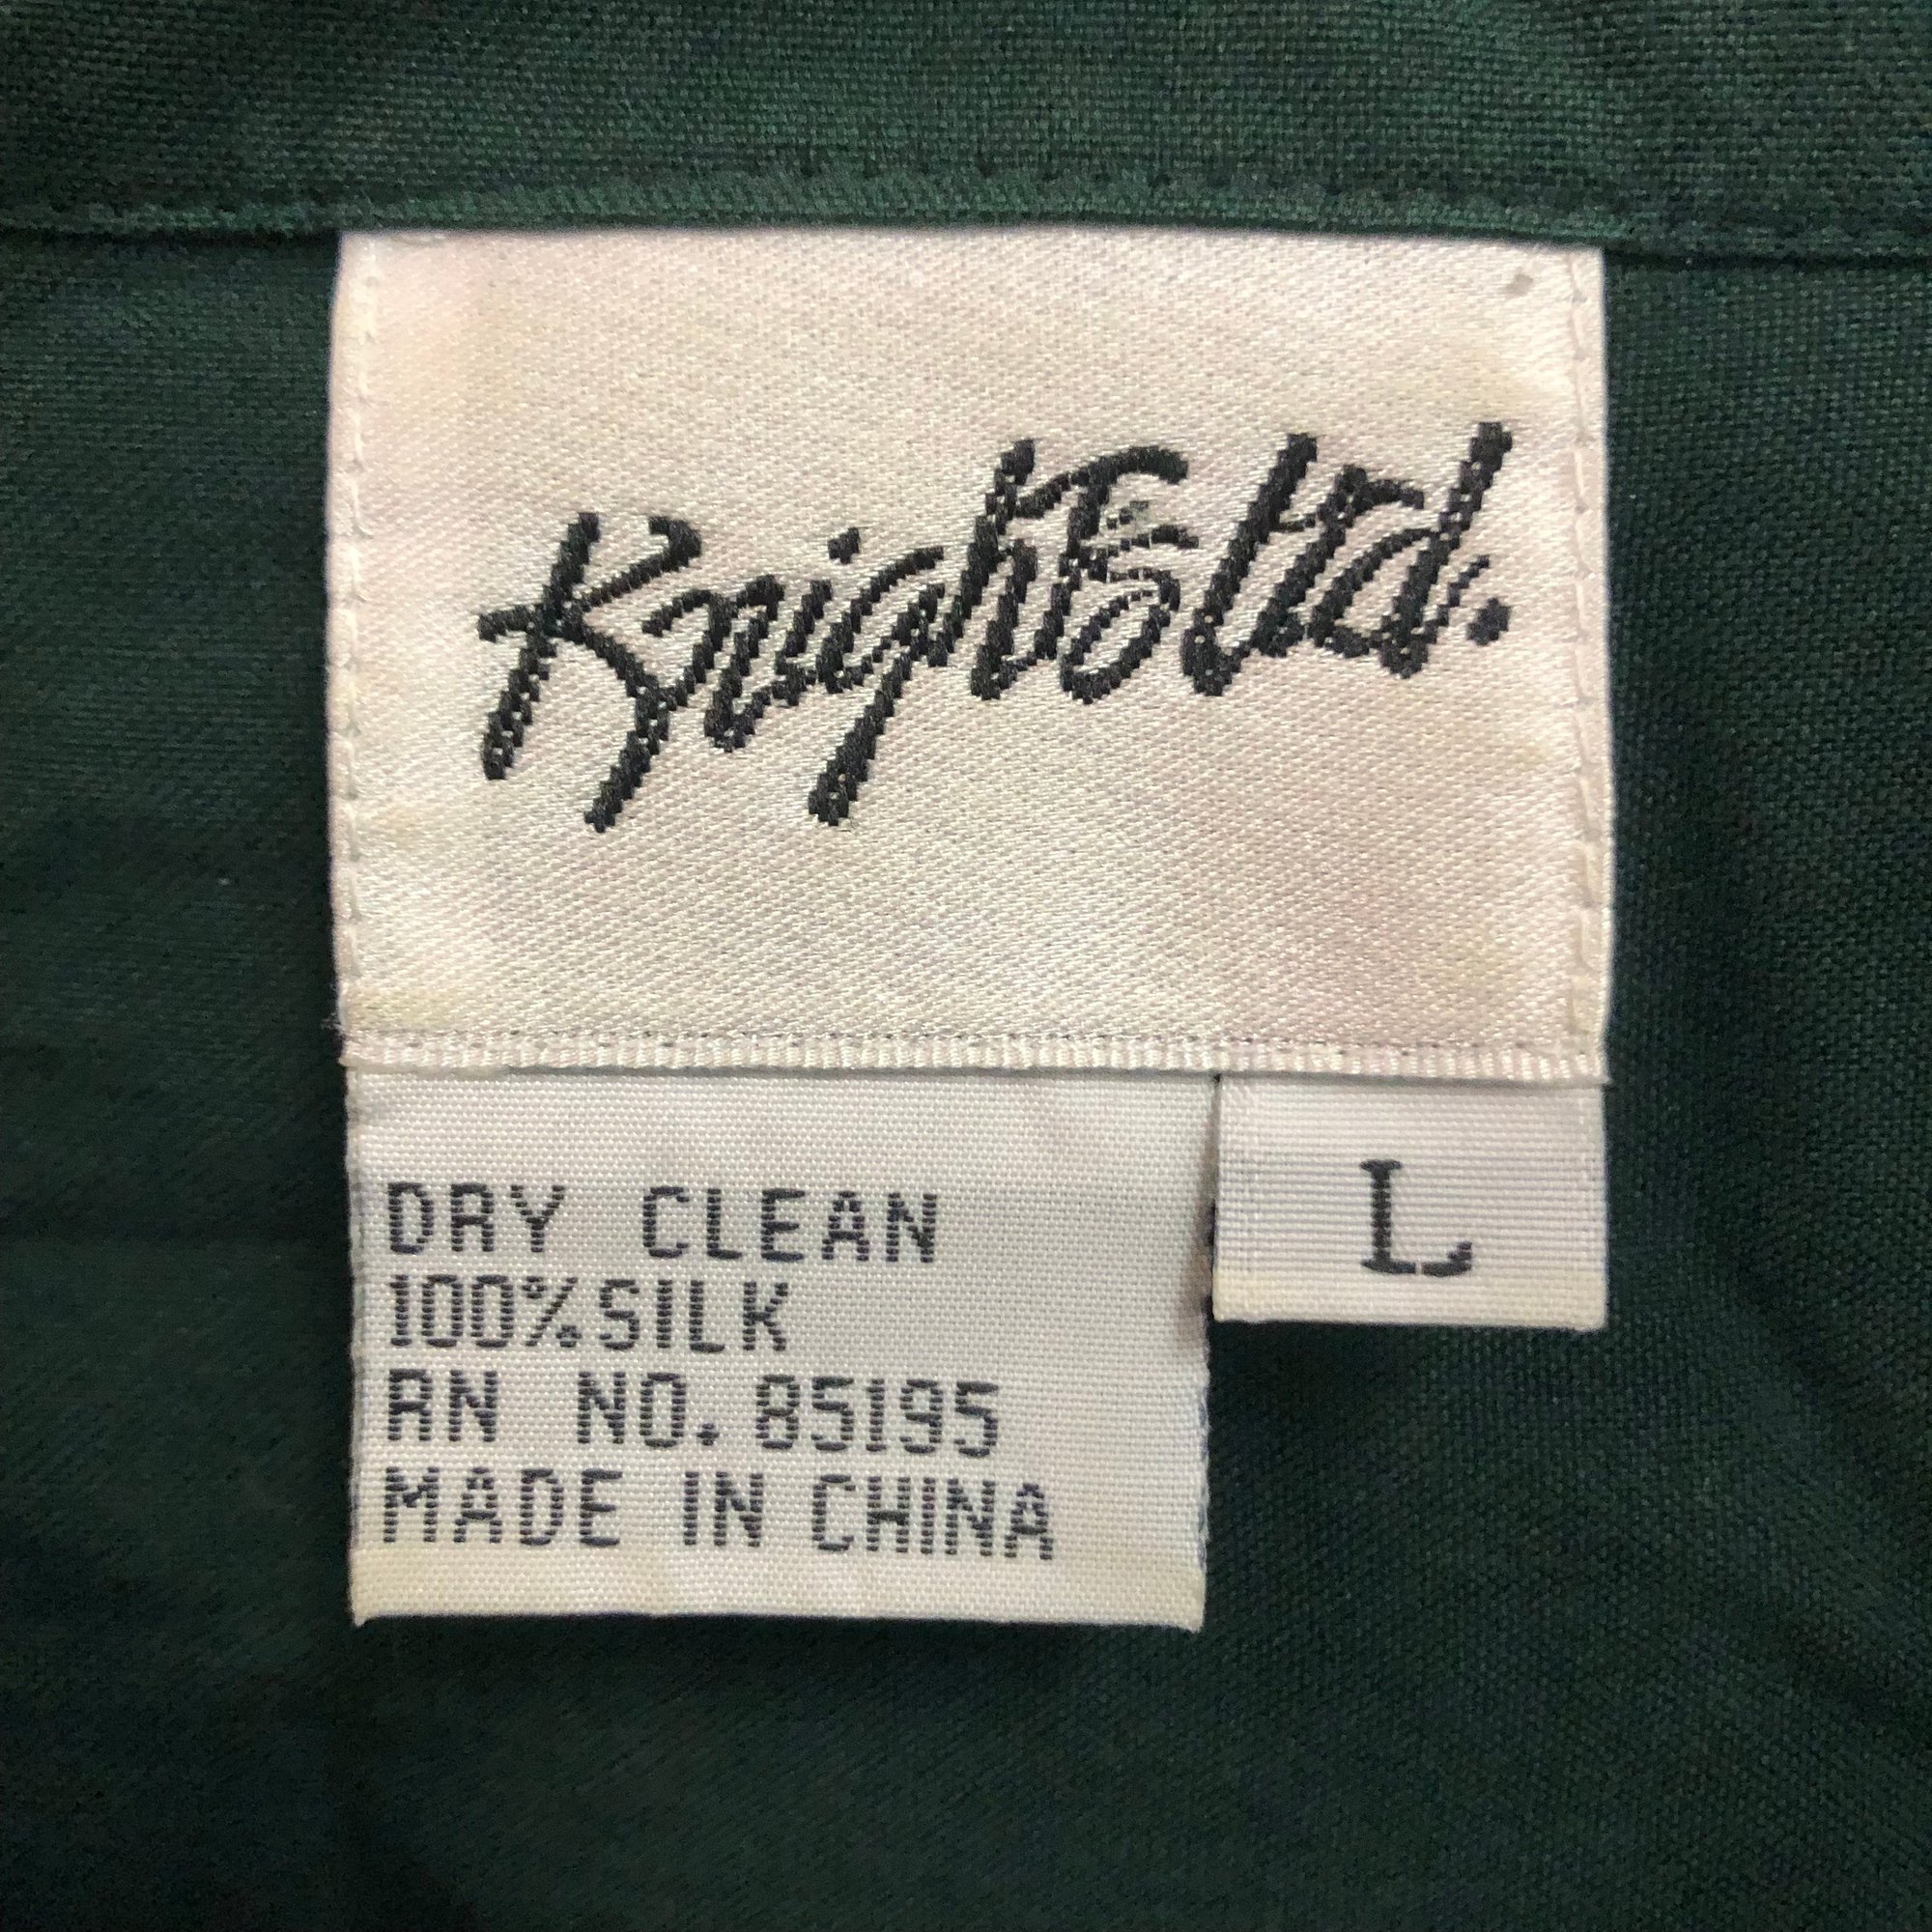 Knights Ltd.
DRY CLEAN
100% SILK
RN NO. 85195
MADE IN CHINA
L